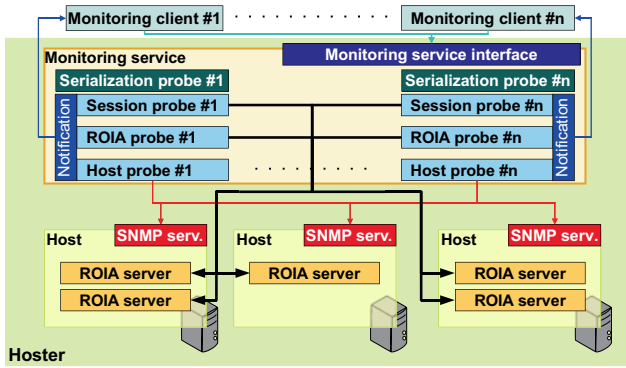 Monitoring client #1 . . . . . . . . . . . Monitoring client #n
Monitoring service interface
Monitoring service
Serialization probe #1 Serialization probe #n
Notification Session probe #1 Session probe #n Notification
ROIA probe #1 ROIA probe #n
Host probe #1 . . . . . . . . . . Host probe #n
SNMP serv. SNMP serv. SNMP serv.
Host Host Host
ROIA server ROIA server ROIA server
ROIA server ROIA server
Hoster